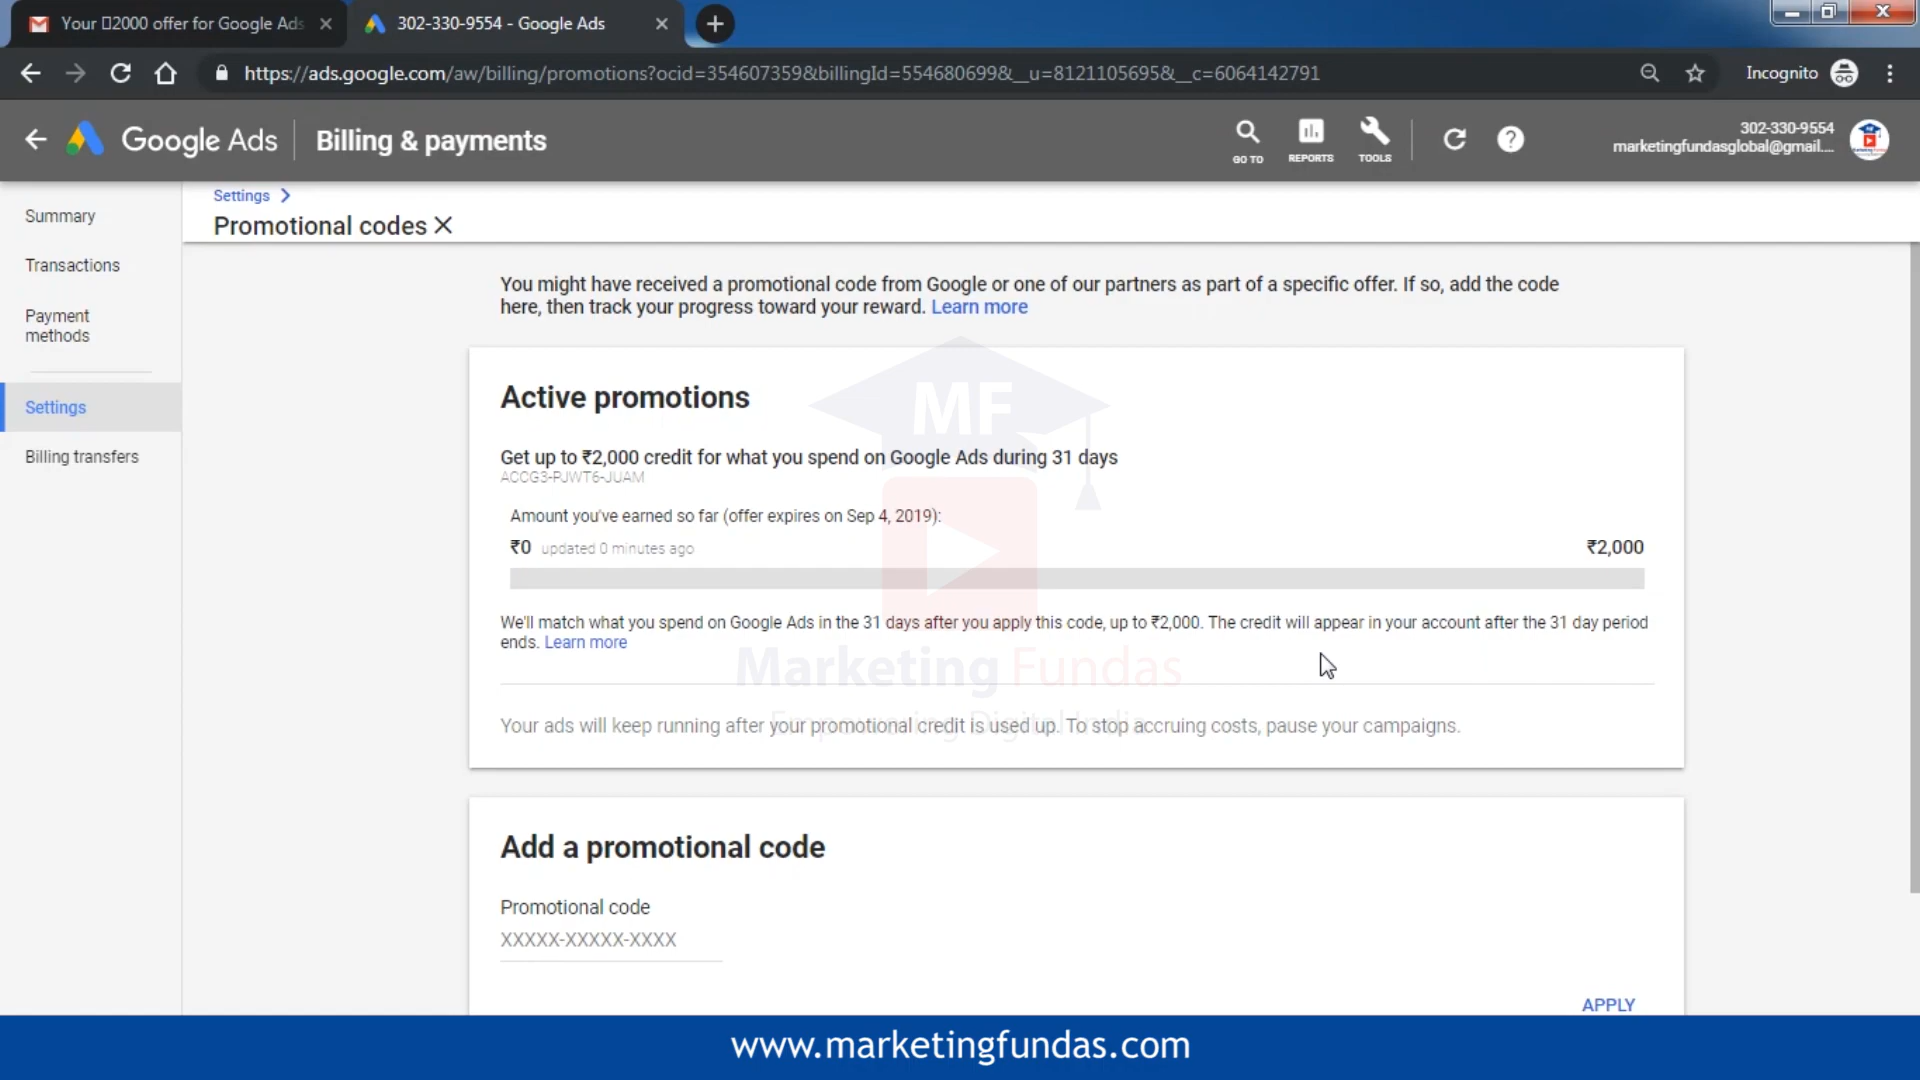 Your 2000 offer for Google Ads
302-330-9554 - Google Ads
https://ads.google.com/aw/billing/promotions?ocid=354607359&billingId=554680699&__u=8121105695&__c=6064142791
Incognito
Google Ads
Billing & payments
GO TO
REPORTS
TOOLS
302-330-9554
marketingfundasglobal@gmail....
Settings
Promotional codes
Summary
Transactions
Payment
methods
Settings
Billing transfers
You might have received a promotional code from Google or one of our partners as part of a specific offer. If so, add the code
here, then track your progress toward your reward. Learn more
Active promotions
Get up to ₹2,000 credit for what you spend on Google Ads during 31 days
ACCG3-PJWT6-JUAM
Amount you've earned so far (offer expires on Sep 4, 2019):
₹0 updated 0 minutes ago
₹2,000
We'll match what you spend on Google Ads in the 31 days after you apply this code, up to ₹2,000. The credit will appear in your account after the 31 day period
ends. Learn more
Your ads will keep running after your promotional credit is used up. To stop accruing costs, pause your campaigns.
MF
Marketing Fundas
Empowering Digital India
Add a promotional code
Promotional code
XXXXX-XXXXX-XXXX
APPLY
www.marketingfundas.com